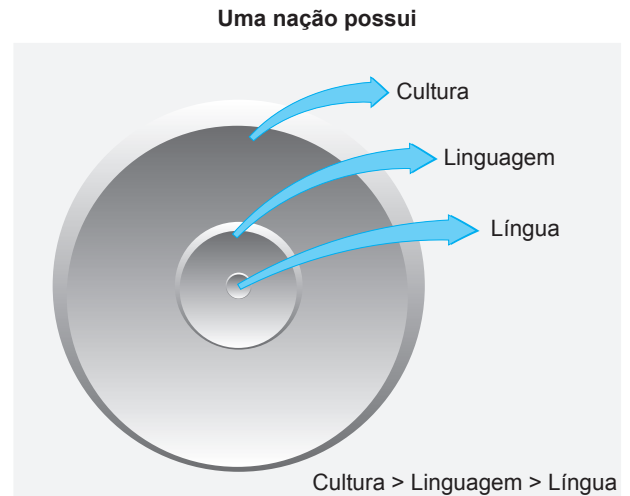 Uma nação possui
Cultura
Linguagem
Língua
Cultura > Linguagem > Língua